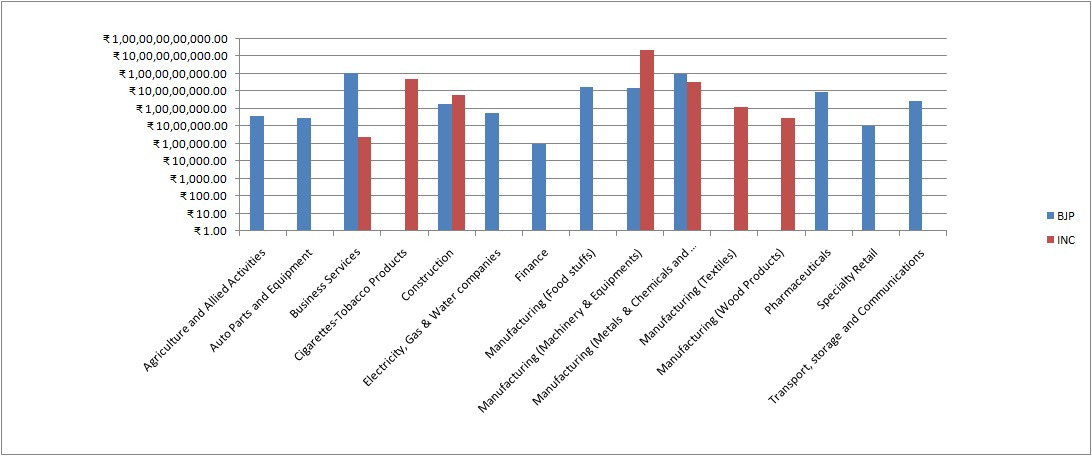 ₹ 1,00,00,00,00,000.00
₹ 10,00,00,00,000.00
₹ 1,00,00,00,000.00
₹ 10,00,00,000.00
₹ 1,00,00,000.00
₹ 10,00,000.00
₹ 1,00,000.00
₹ 10,000.00
₹ 1,000.00
₹ 100.00
₹ 10.00
₹ 1.00
Agriculture and Allied Activities
Auto Parts and Equipment
Business Services
Cigarettes-Tobacco Products
Construction
Electricity, Gas & Water companies
Finance
Manufacturing (Food stuffs)
Manufacturing (Machinery & Equipments)
Manufacturing (Metals & Chemicals and ...
Manufacturing (Textiles)
Manufacturing (Wood Products)
Pharmaceuticals
Specialty Retail
Transport, storage and Communications
BJP
INC